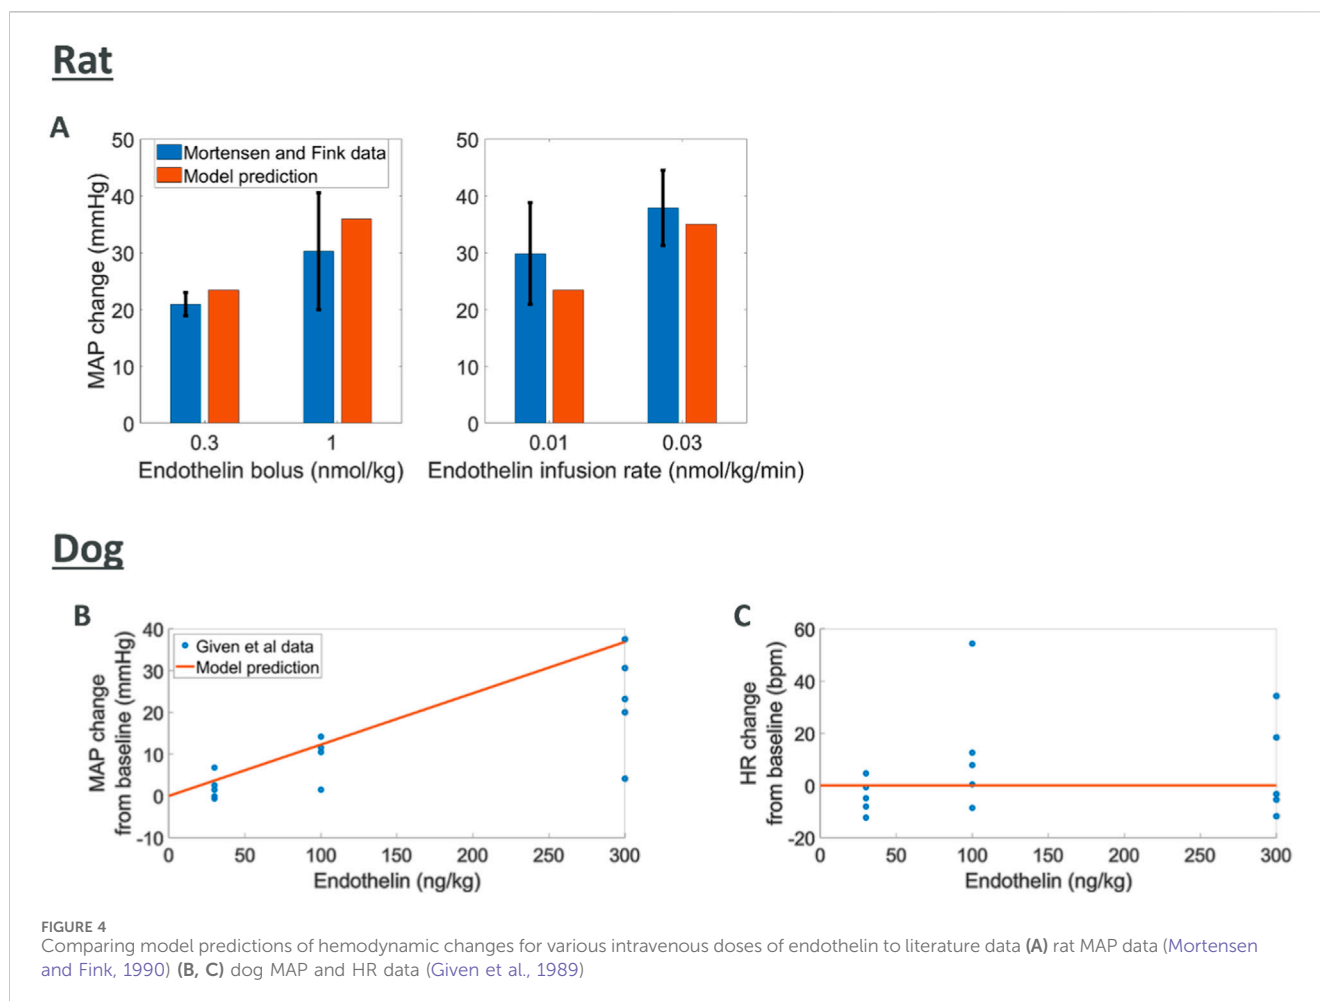 Rat
A
50
40
30
20
10
0
MAP change (mmHg)
Mortensen and Fink data
Model prediction
0.3
1
Endothelin bolus (nmol/kg)
50
40
30
20
10
0
0.01
0.03
Endothelin infusion rate (nmol/kg/min)
Dog
B
40
30
20
10
0
-10
MAP change
from baseline (mmHg)
Given et al data
Model prediction
0
50
100
150
200
250
300
Endothelin (ng/kg)
C
60
40
20
0
-20
HR change
from baseline (bpm)
0
50
100
150
200
250
300
Endothelin (ng/kg)
FIGURE 4
Comparing model predictions of hemodynamic changes for various intravenous doses of endothelin to literature data (A) rat MAP data (Mortensen
and Fink, 1990) (B, C) dog MAP and HR data (Given et al., 1989)